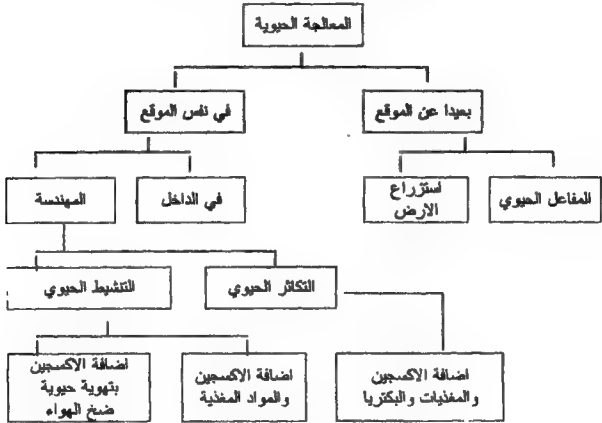 المعالجة الحيوية
بعيدا عن الموقع
في نفس الموقع
المفاعل الحيوي
استزراع
الارض
في الداخل
المهندسة
التكاثر الحيوي
التنشيط الحيوي
اضافة الاكسجين
والمغذيات والبكتريا
اضافة الاكسجين
والمواد المغذية
اضافة الاكسجين
بتهوية حيوية
ضخ الهواء